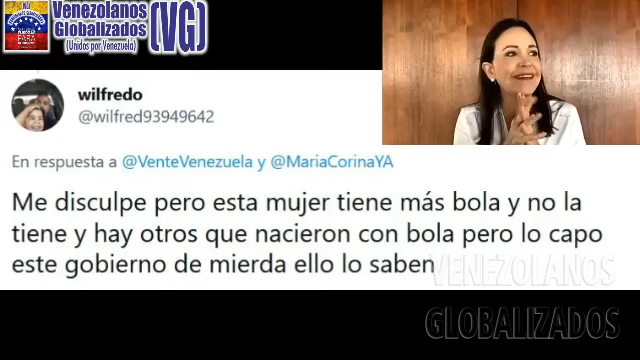 Venezolanos
Globalizados
(Unidos por Venezuela)
(VG)
wilfredo
@wilfred93949642
En respuesta a @VenteVenezuela y @MariaCorinaYA
Me disculpe pero esta mujer tiene más bola y no la
tiene y hay otros que nacieron con bola pero lo capo
este gobierno de mierda ello lo saben
VENEZOLANOS
GLOBALIZADOS